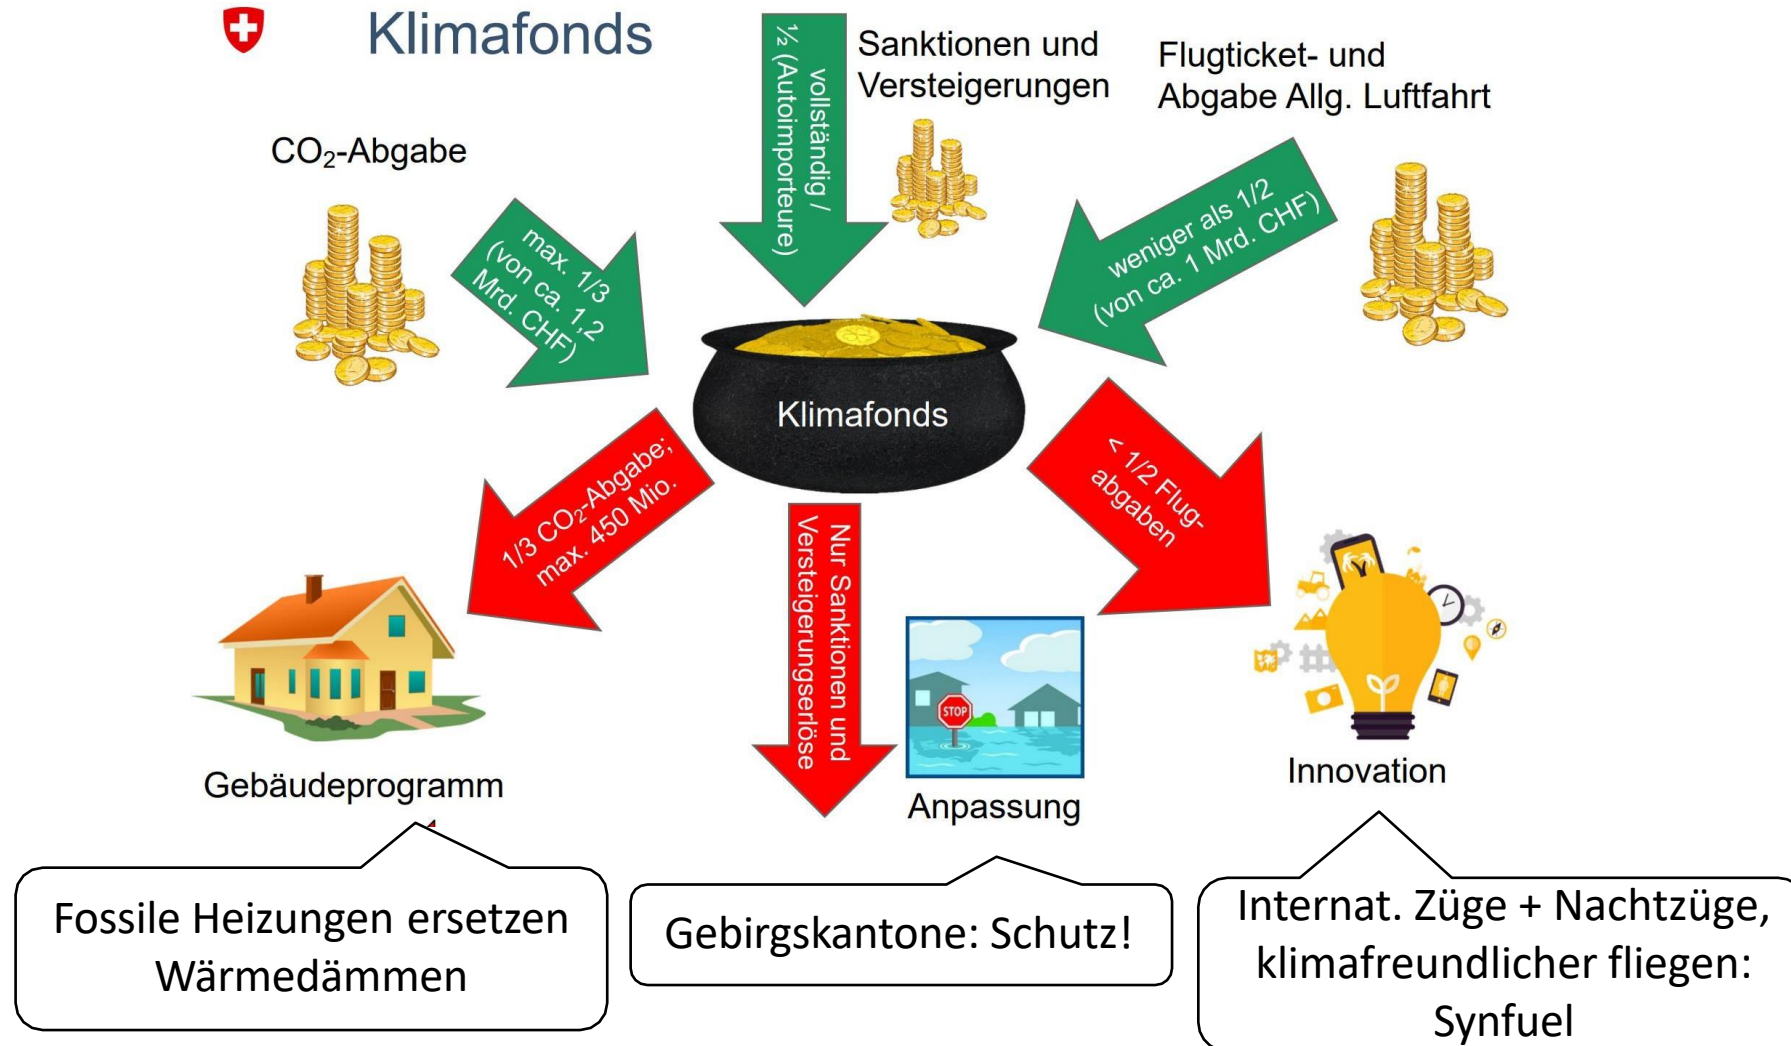 Klimafonds
CO₂-Abgabe
max. 1/3
(von ca. 1,2
Mrd. CHF)
vollständig /
½ (Autoimporteure)
Sanktionen und
Versteigerungen
Flugticket- und
Abgabe Allg. Luftfahrt
weniger als 1/2
(von ca. 1 Mrd. CHF)
Klimafonds
1/3 CO₂-Abgabe;
max. 450 Mio.
Nur Sanktionen und
Versteigerungserlöse
< 1/2 Flug-
abgaben
Gebäudeprogramm
STOP
Anpassung
Innovation
Fossile Heizungen ersetzen
Wärmedämmen
Gebirgskantone: Schutz!
Internat. Züge + Nachtzüge,
klimafreundlicher fliegen:
Synfuel